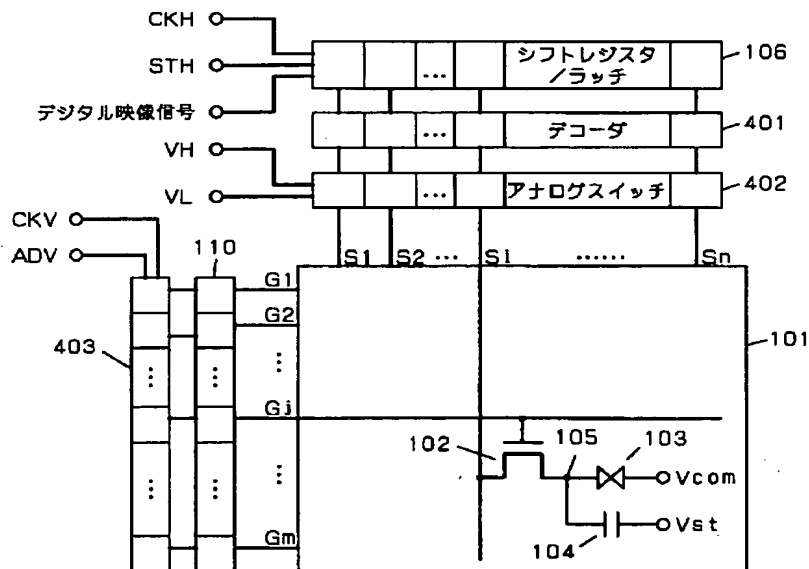 CKH
STH
デジタル映像信号
VH
VL
シフトレジスタ
/ラッチ
106
...
デコーダ
401
...
アナログスイッチ
402
...
CKV
ADV
110
403
S1 S2 ... Si ...... Sn
G1
G2
Gj
Gm
101
102
105
103
Vcom
Vst
104